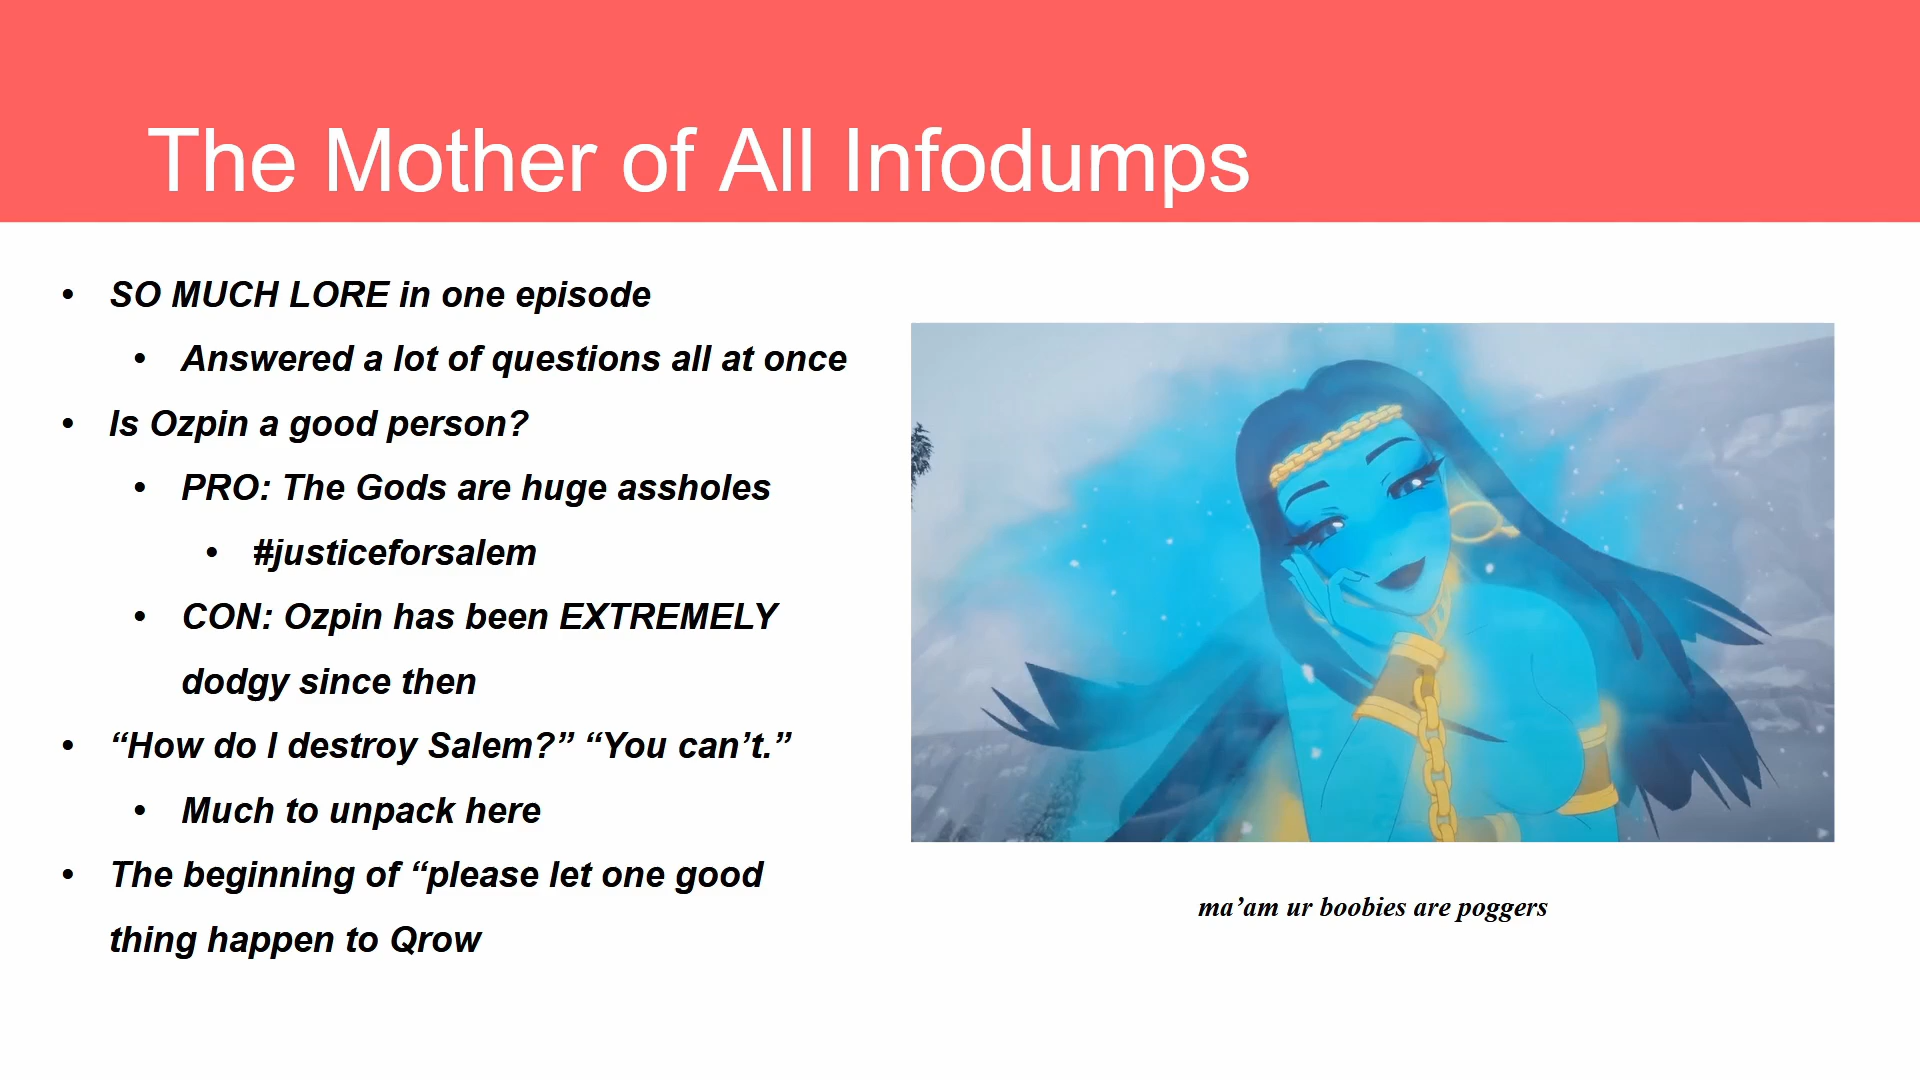 The Mother of All Infodumps
• SO MUCH LORE in one episode
• Answered a lot of questions all at once
• Is Ozpin a good person?
• PRO: The Gods are huge assholes
• #justiceforsalem
• CON: Ozpin has been EXTREMELY
dodgy since then
• “How do I destroy Salem?” “You can’t.”
• Much to unpack here
• The beginning of “please let one good
thing happen to Qrow
ma’am ur boobies are poggers